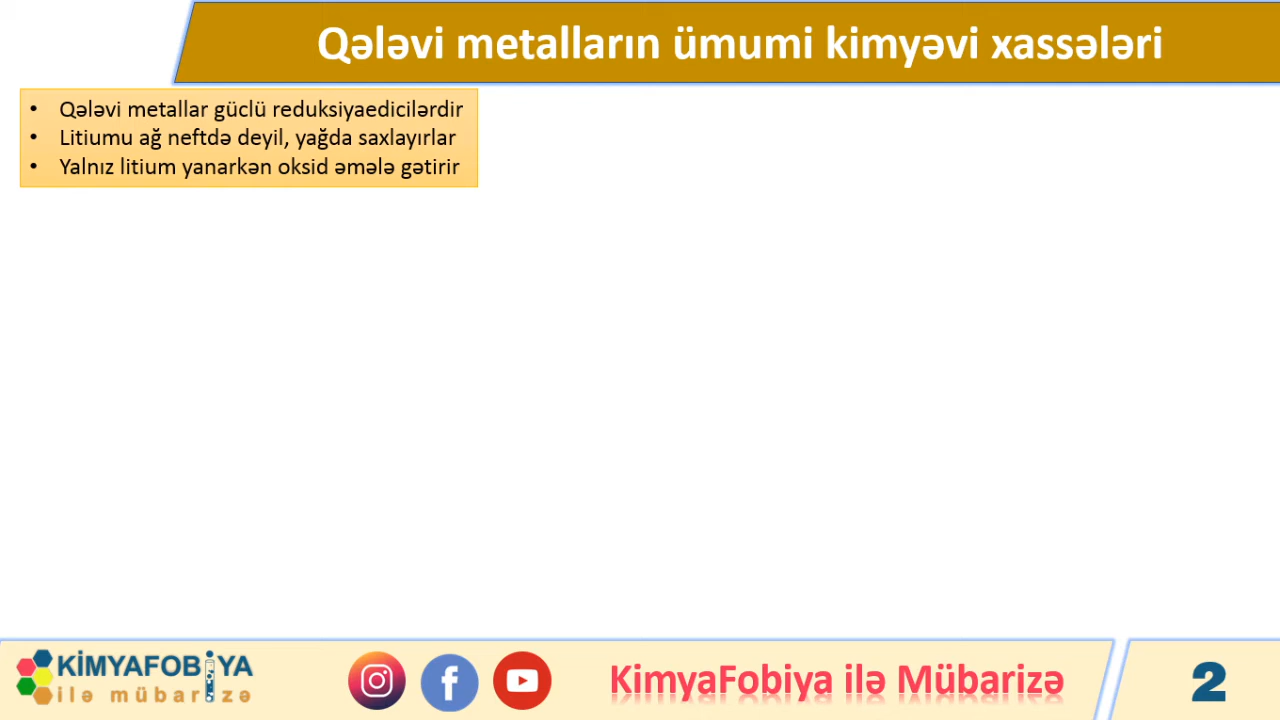 Qələvi metalların ümumi kimyəvi xassələri
• Qələvi metallar güclü reduksiyaedicilərdir
• Litiumu ağ neftdə deyil, yağda saxlayırlar
• Yalnız litium yanarkən oksid əmələ gətirir
KİMYAFOBİYA
ilə mübarizə
KimyaFobiya ilə Mübarizə
2